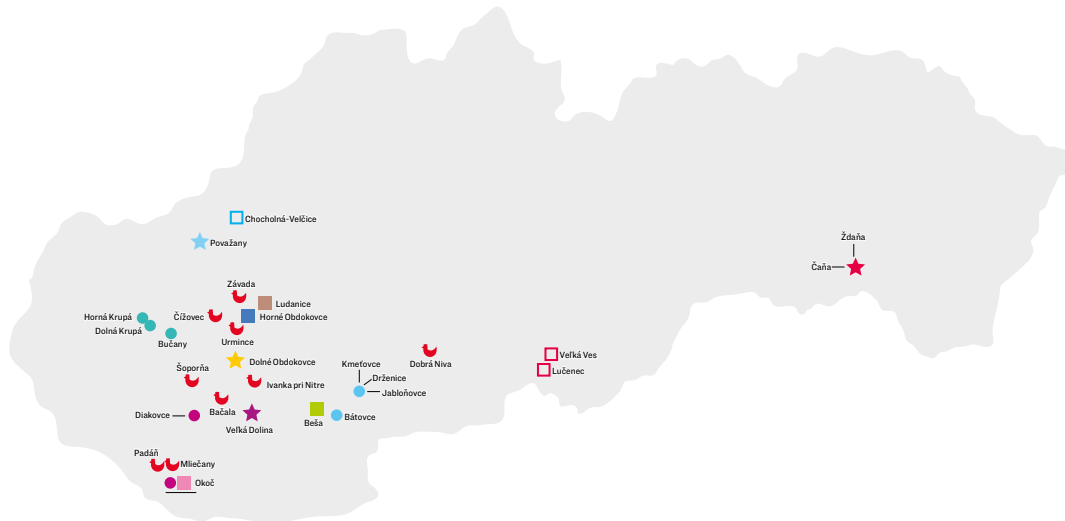 Chocholná-Velčice
Ždaňa
Považany
Čaňa
Závada
Ludanice
Horná Krupá
Čížovec
Horné Obdokovce
Dolná Krupá
Bučany
Urmince
Veľká Ves
Dolné Obdokovce
Kmeťovce
Dobrá Niva
Šoporňa
Drženice
Lučenec
Ivanka pri Nitre
Jabloňovce
Diakovce
Bačala
Bátovce
Beša
Veľká Dolina
Padáň
Mliečany
Okoč